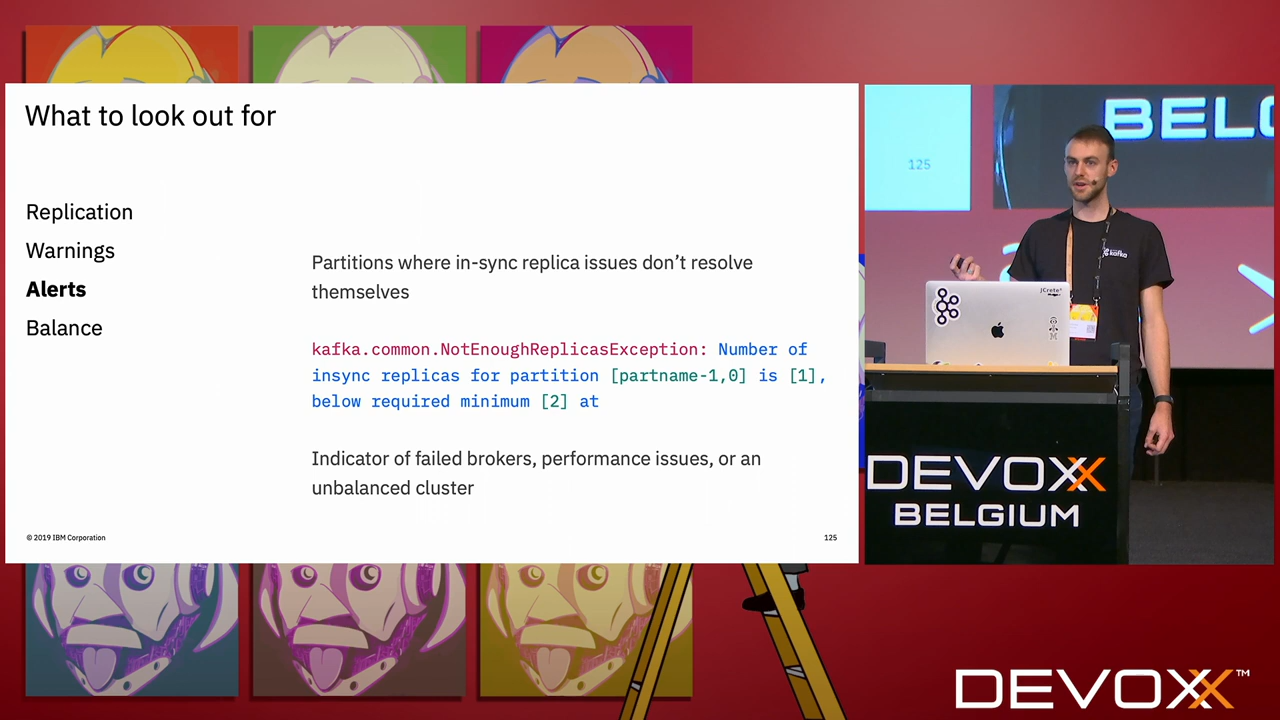 What to look out for
Replication
Warnings
Alerts
Balance
Partitions where in-sync replica issues don’t resolve
themselves
kafka.common.NotEnoughReplicasException: Number of
insync replicas for partition [partname-1,0] is [1],
below required minimum [2] at
Indicator of failed brokers, performance issues, or an
unbalanced cluster
© 2019 IBM Corporation
125
BELG
125
kafka
jCrete
DEVOXX
BELGIUM
DEVOXX™